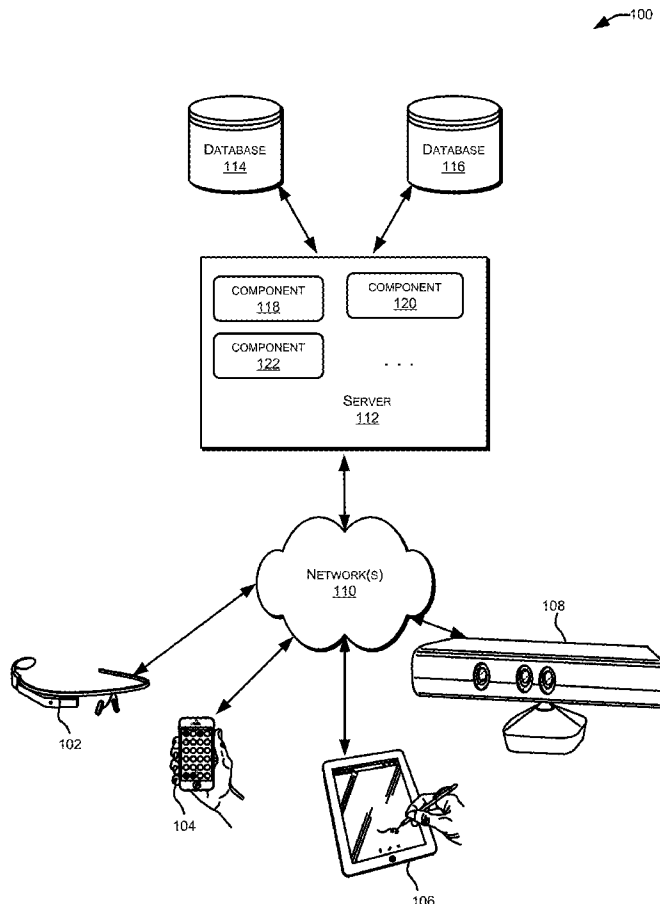 100
DATABASE
114
DATABASE
116
COMPONENT
118
COMPONENT
120
COMPONENT
122
. . .
SERVER
112
NETWORK(S)
110
108
102
104
106